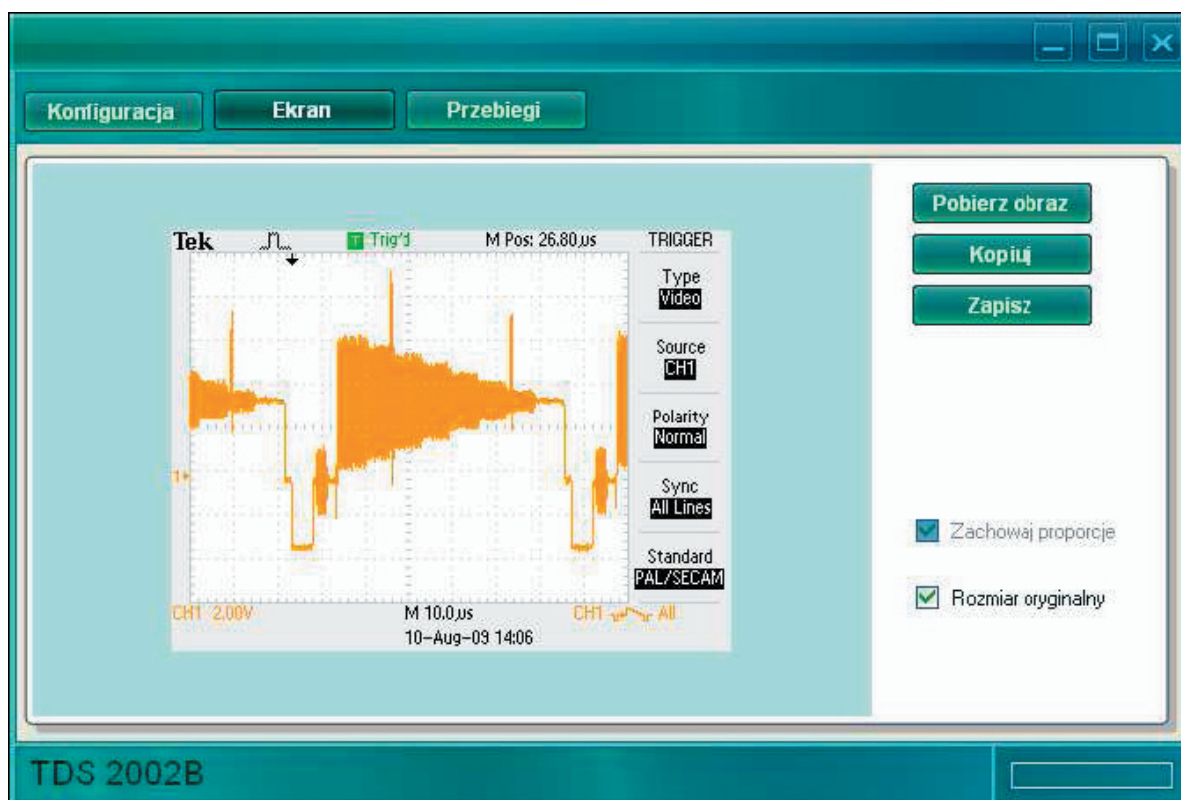 Konfiguracja Ekran Przebiegi
Pobierz obraz
Kopiuj
Zapisz
Zachowaj proporcje
Rozmiar oryginalny
Tek T Trig'd M Pos: 26.80µs TRIGGER
Type
Video
Source
CH1
Polarity
Normal
Sync
All Lines
Standard
PAL/SECAM
1
CH1 2.00V M 10.0µs CH1 All
10-Aug-09 14:06
TDS 2002B